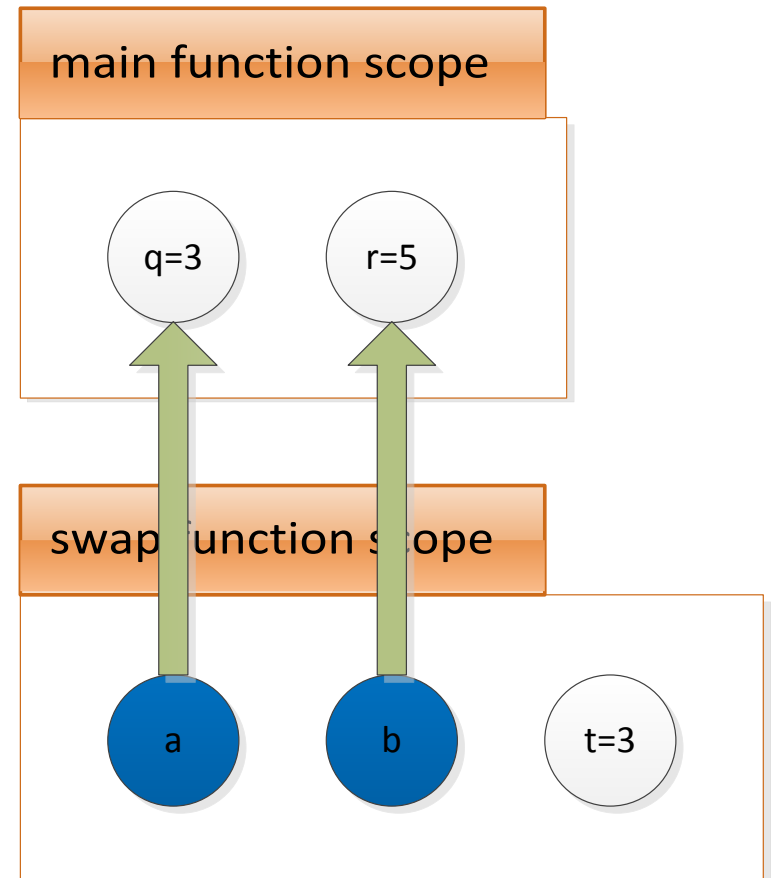 main function scope
q=3 r=5
swap function scope
a b t=3